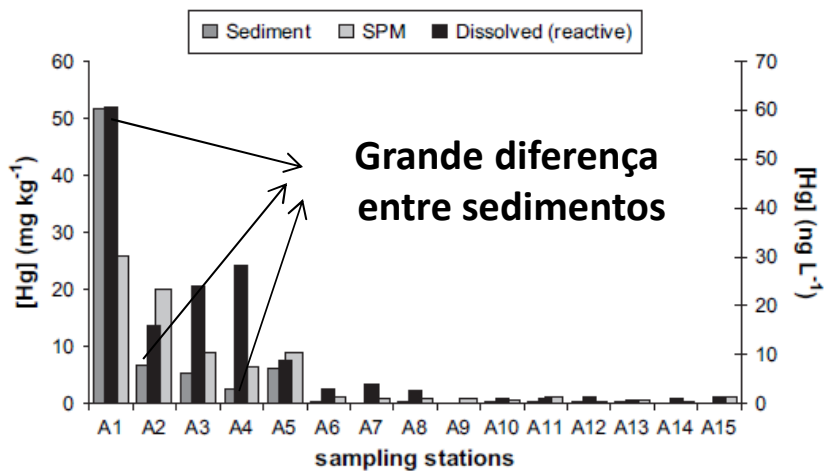 Sediment SPM Dissolved (reactive)
60
50
40
30
20
10
0
[Hg] (mg kg⁻¹)
Grande diferença
entre sedimentos
70
60
50
40
30
20
10
0
[Hg] (ng L⁻¹)
A1 A2 A3 A4 A5 A6 A7 A8 A9 A10 A11 A12 A13 A14 A15
sampling stations